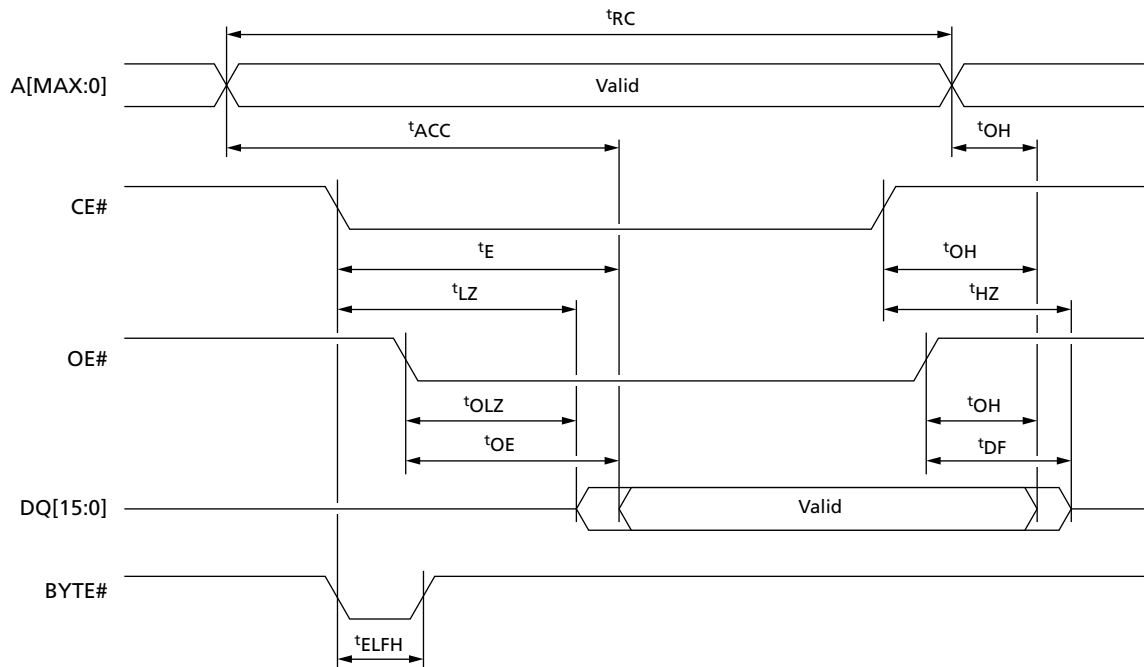 tRC
A[MAX:0] Valid
tACC tOH
CE#
tE tOH
tLZ tHZ
OE#
tOLZ tOH
tOE tDF
DQ[15:0] Valid
BYTE#
tELFH